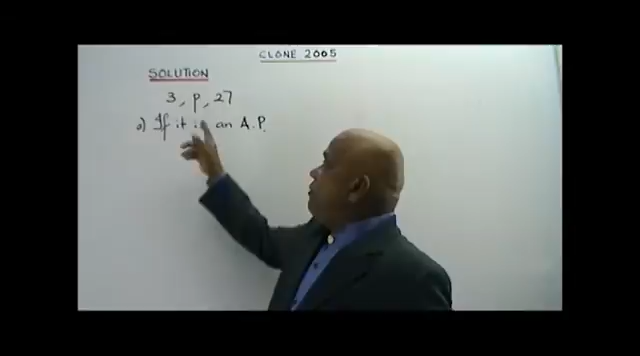 CLONE 2005
SOLUTION
3, p, 27
a) If it is an A.P.